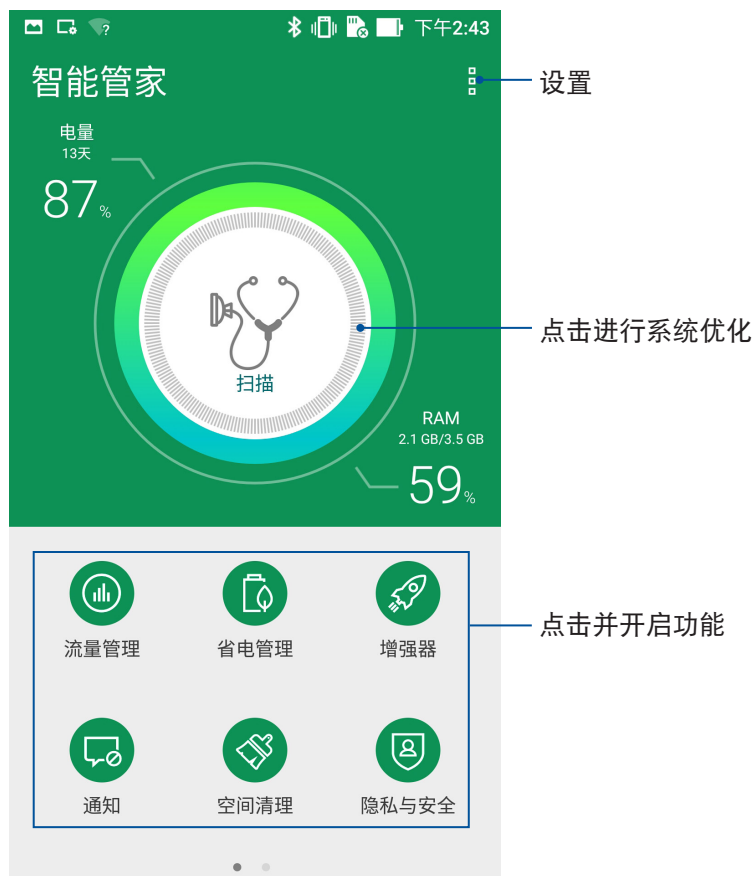 下午2:43
智能管家
设置
电量
13天
87%
点击进行系统优化
扫描
RAM
2.1 GB/3.5 GB
59%
点击并开启功能
流量管理 省电管理 增强器
通知 空间清理 隐私与安全